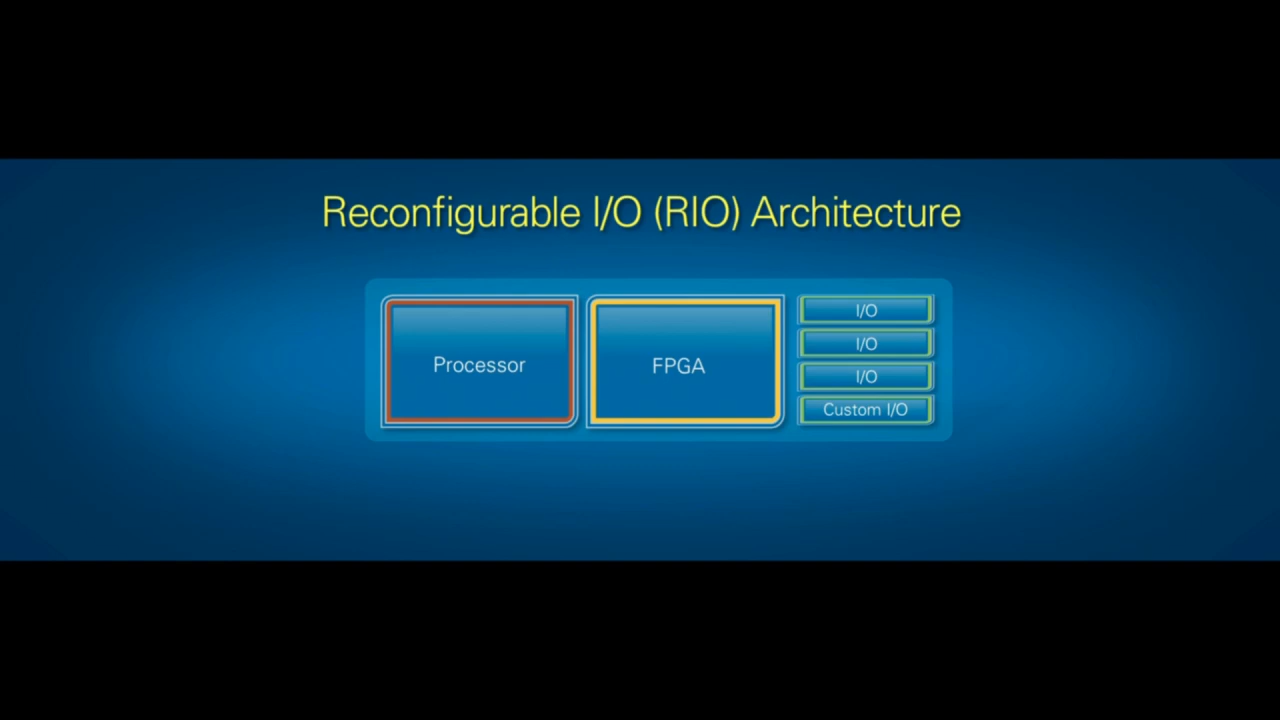 Reconfigurable I/O (RIO) Architecture
Processor
FPGA
I/O
I/O
I/O
Custom I/O